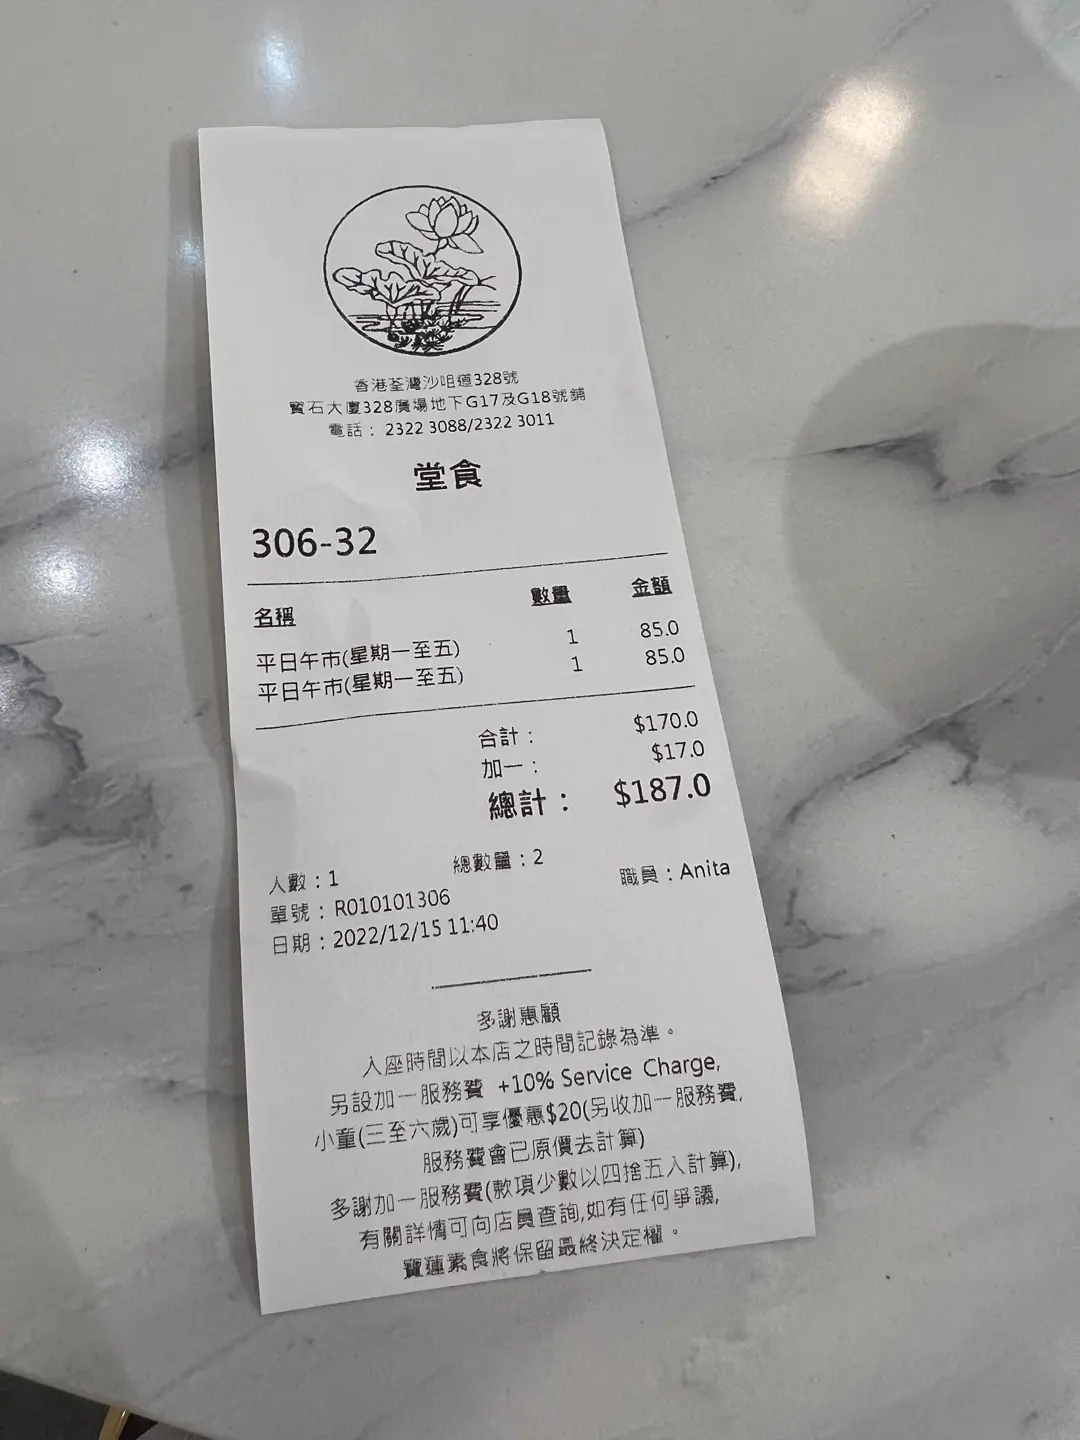 香港荃灣沙咀道328號
寶石大廈328廣場地下G17及G18號鋪
電話： 2322 3088/2322 3011
堂食
306-32
名稱 數量 金額
平日午市(星期一至五) 1 85.0
平日午市(星期一至五) 1 85.0
合計： $170.0
加一： $17.0
總計： $187.0
人數：1 總數量：2
單號：R010101306 職員：Anita
日期：2022/12/15 11:40
多謝惠顧
入座時間以本店之時間記錄為準。
另設加一服務費 +10% Service Charge,
小童(三至六歲)可享優惠$20(另收加一服務費,
服務費會已原價去計算)
多謝加一服務費(款項少數以四捨五入計算),
有關詳情可向店員查詢,如有任何爭議,
寶蓮素食將保留最終決定權。